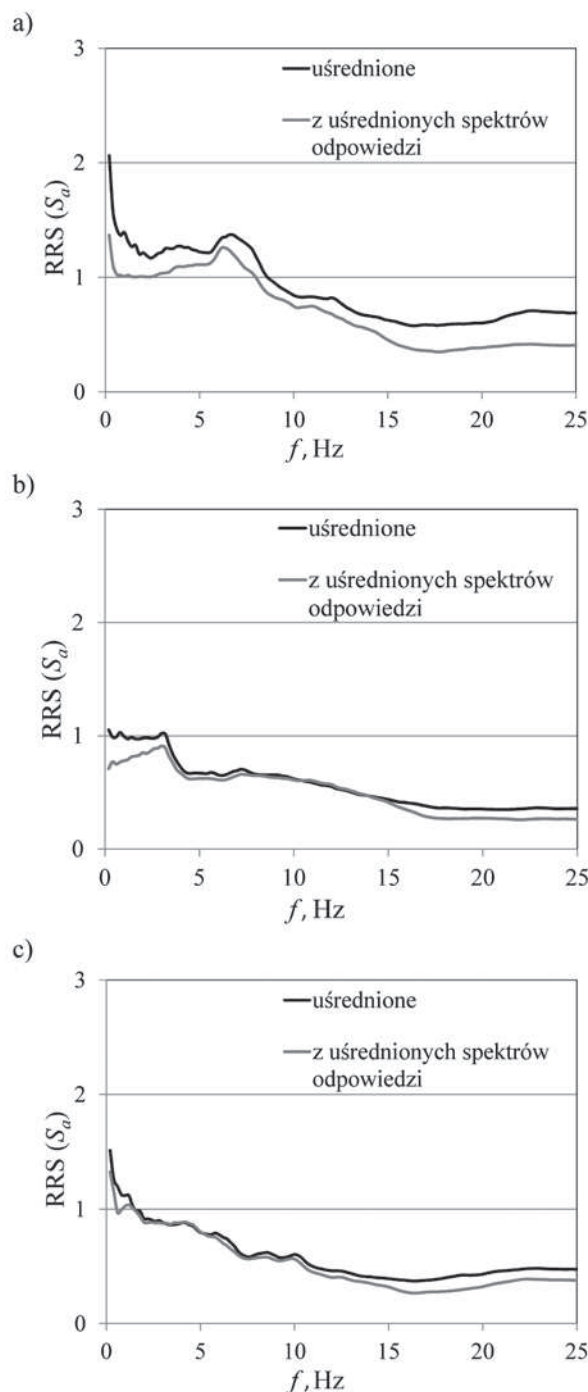 a)
3
uśrednione
z uśrednionych spektrów
odpowiedzi
2
RRS (Sa)
1
0
0 5 10 15 20 25
f, Hz
b)
3
uśrednione
z uśrednionych spektrów
odpowiedzi
2
RRS (Sa)
1
0
0 5 10 15 20 25
f, Hz
c)
3
uśrednione
z uśrednionych spektrów
odpowiedzi
2
RRS (Sa)
1
0
0 5 10 15 20 25
f, Hz